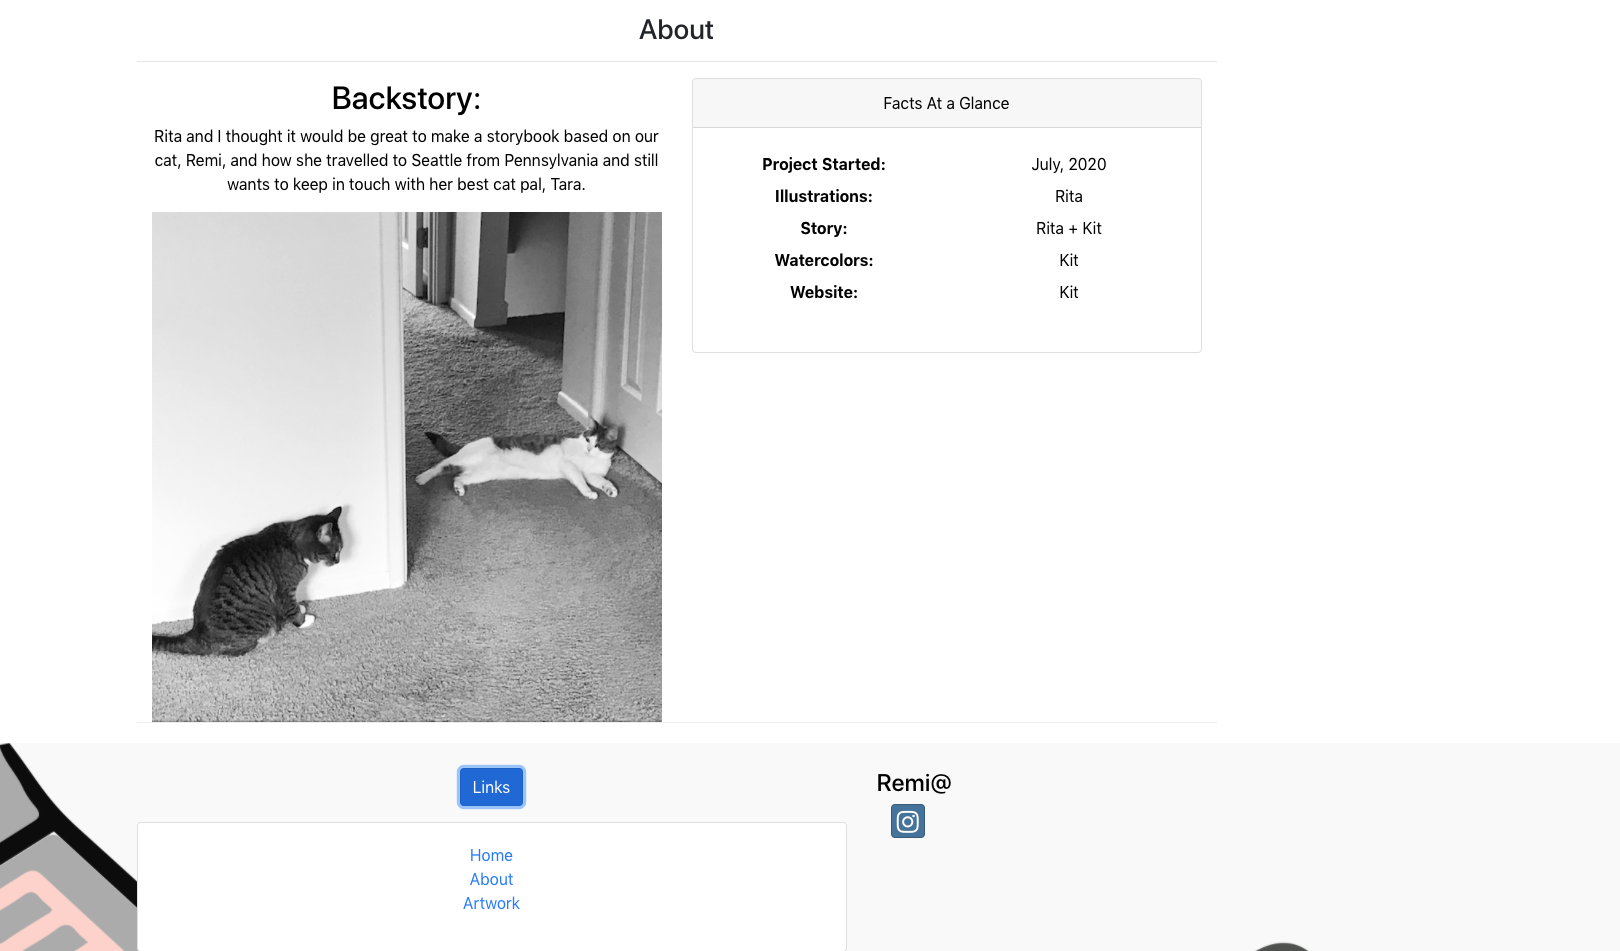 About
Backstory:
Rita and I thought it would be great to make a storybook based on our
cat, Remi, and how she travelled to Seattle from Pennsylvania and still
wants to keep in touch with her best cat pal, Tara.
Facts At a Glance
Project Started: July, 2020
Illustrations: Rita
Story: Rita + Kit
Watercolors: Kit
Website: Kit
Links
Home
About
Artwork
Remi@